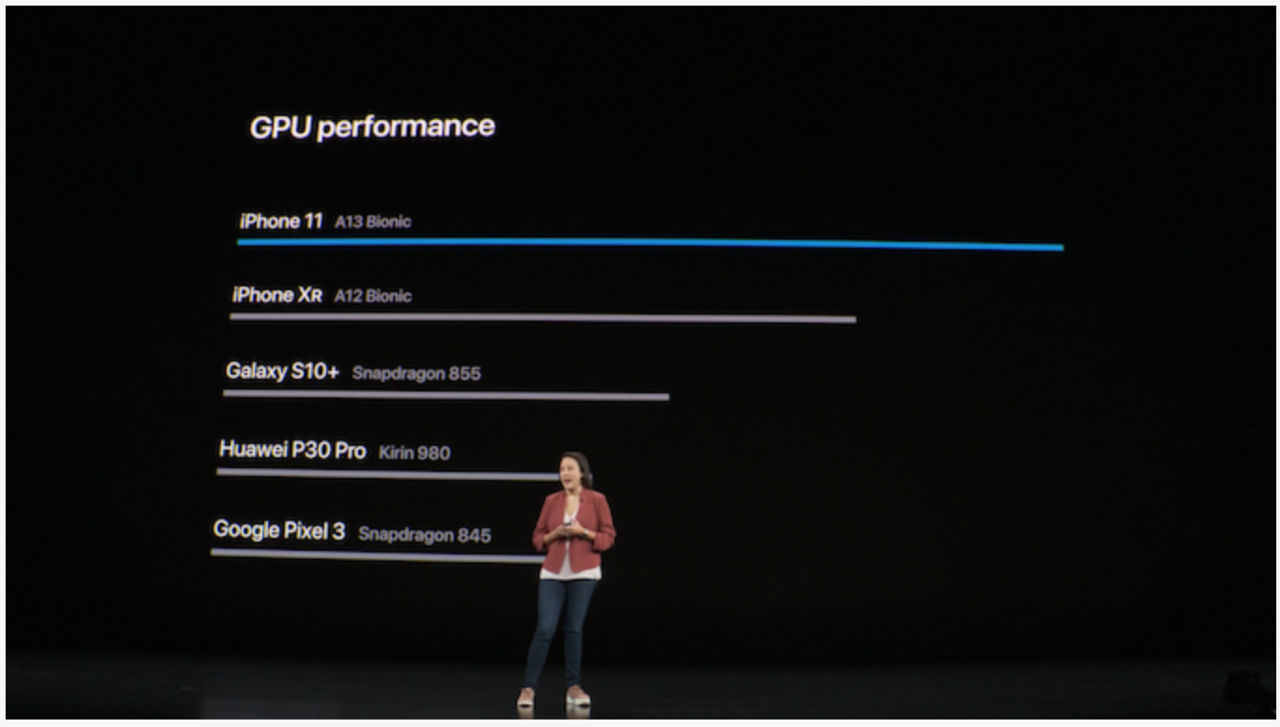 GPU performance
iPhone 11 A13 Bionic
iPhone XR A12 Bionic
Galaxy S10+ Snapdragon 855
Huawei P30 Pro Kirin 980
Google Pixel 3 Snapdragon 845